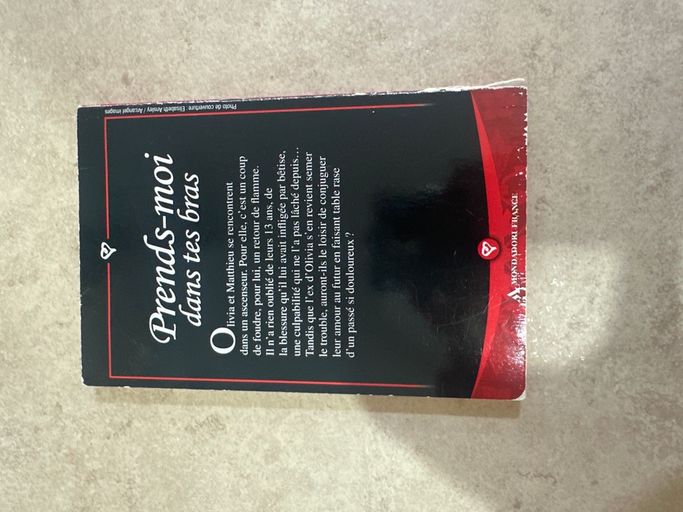 Prends-moi
dans tes bras
Olivia et Matthieu se rencontrent
dans un ascenseur. Pour elle, c'est un coup
de foudre, pour lui, un retour de flamme.
Il n'a rien oublié de leurs 13 ans, de
la blessure qu'il lui avait infligée par bêtise,
une culpabilité qui ne l'a pas lâché depuis…
Tandis que l'ex d'Olivia s'en revient semer
le trouble, auront-ils le loisir de conjuguer
leur amour au futur en faisant table rase
d'un passé si douloureux ?
MONDADORI FRANCE
Photo de couverture : Elisabeth Ansley / Arcangel images